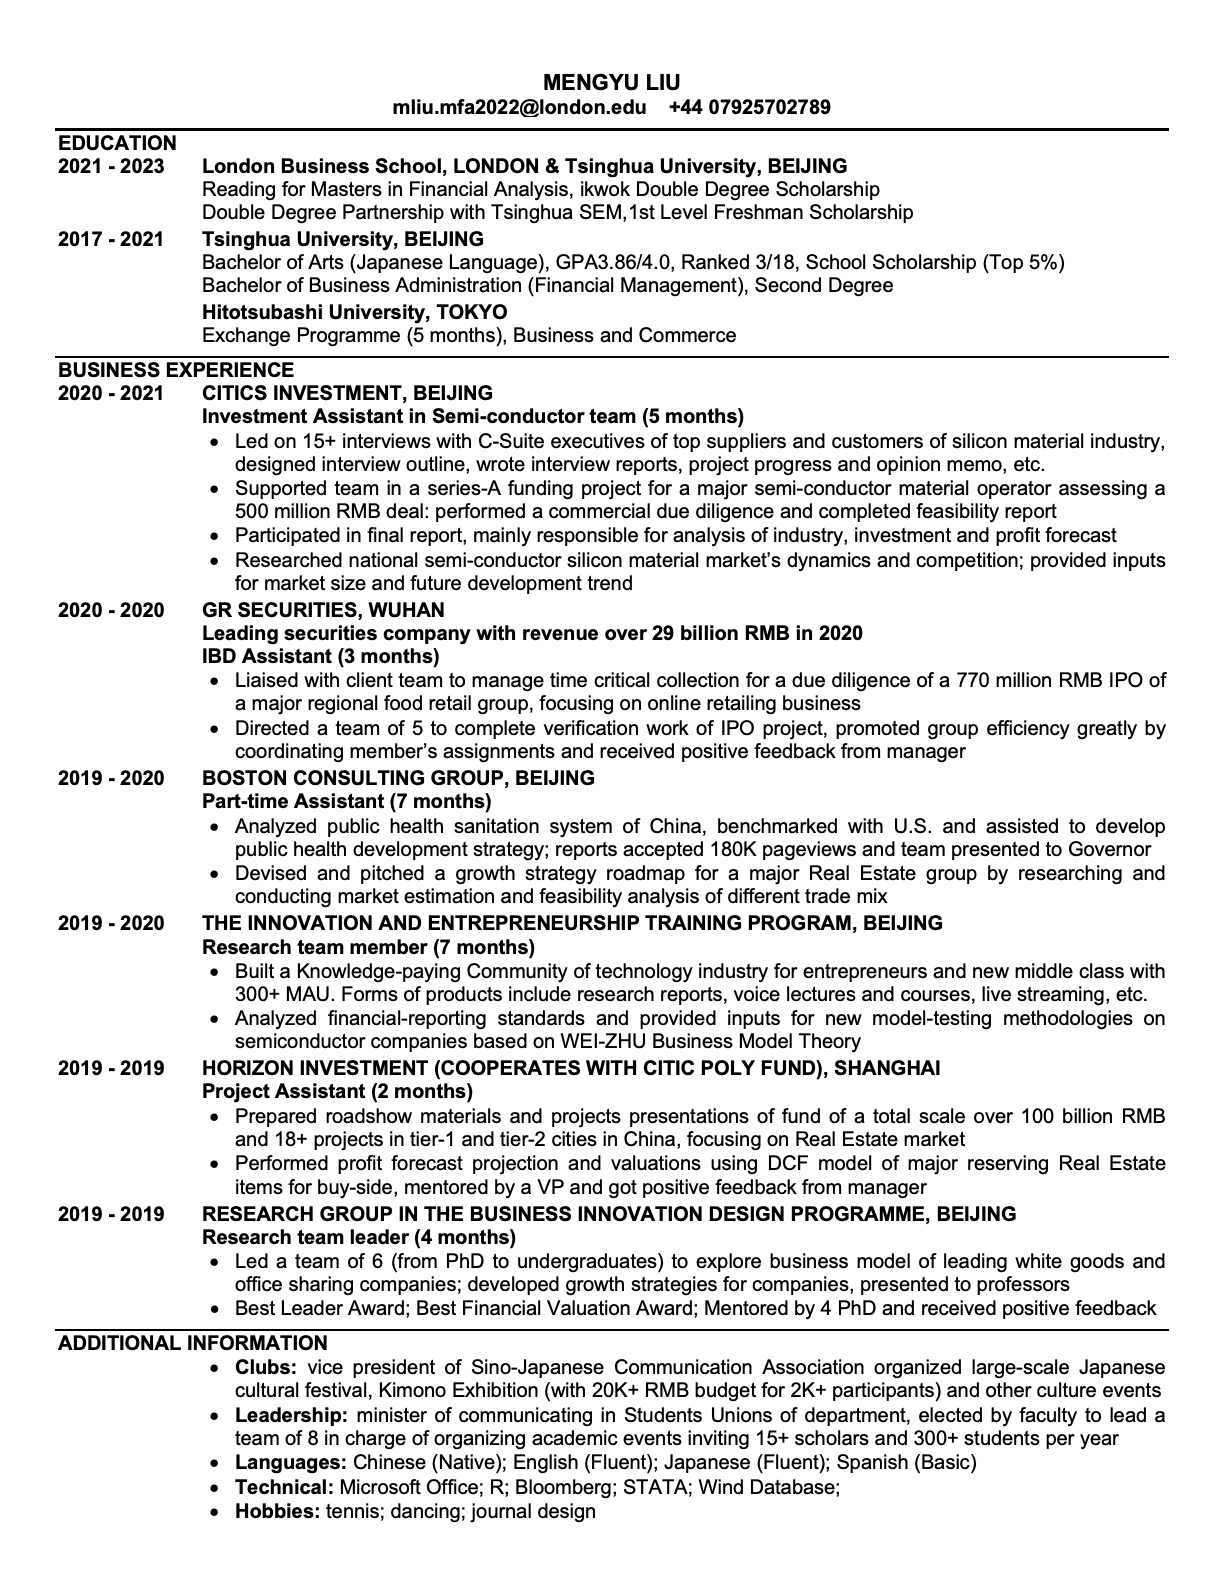 MENGYU LIU
mliu.mfa2022@london.edu +44 07925702789
EDUCATION
2021 - 2023 London Business School, LONDON & Tsinghua University, BEIJING
Reading for Masters in Financial Analysis, ikwok Double Degree Scholarship
Double Degree Partnership with Tsinghua SEM,1st Level Freshman Scholarship
2017 - 2021 Tsinghua University, BEIJING
Bachelor of Arts (Japanese Language), GPA3.86/4.0, Ranked 3/18, School Scholarship (Top 5%)
Bachelor of Business Administration (Financial Management), Second Degree
Hitotsubashi University, TOKYO
Exchange Programme (5 months), Business and Commerce
BUSINESS EXPERIENCE
2020 - 2021 CITICS INVESTMENT, BEIJING
Investment Assistant in Semi-conductor team (5 months)
• Led on 15+ interviews with C-Suite executives of top suppliers and customers of silicon material industry,
designed interview outline, wrote interview reports, project progress and opinion memo, etc.
• Supported team in a series-A funding project for a major semi-conductor material operator assessing a
500 million RMB deal: performed a commercial due diligence and completed feasibility report
• Participated in final report, mainly responsible for analysis of industry, investment and profit forecast
• Researched national semi-conductor silicon material market's dynamics and competition; provided inputs
for market size and future development trend
2020 - 2020 GR SECURITIES, WUHAN
Leading securities company with revenue over 29 billion RMB in 2020
IBD Assistant (3 months)
• Liaised with client team to manage time critical collection for a due diligence of a 770 million RMB IPO of
a major regional food retail group, focusing on online retailing business
• Directed a team of 5 to complete verification work of IPO project, promoted group efficiency greatly by
coordinating member's assignments and received positive feedback from manager
2019 - 2020 BOSTON CONSULTING GROUP, BEIJING
Part-time Assistant (7 months)
• Analyzed public health sanitation system of China, benchmarked with U.S. and assisted to develop
public health development strategy; reports accepted 180K pageviews and team presented to Governor
• Devised and pitched a growth strategy roadmap for a major Real Estate group by researching and
conducting market estimation and feasibility analysis of different trade mix
2019 - 2020 THE INNOVATION AND ENTREPRENEURSHIP TRAINING PROGRAM, BEIJING
Research team member (7 months)
• Built a Knowledge-paying Community of technology industry for entrepreneurs and new middle class with
300+ MAU. Forms of products include research reports, voice lectures and courses, live streaming, etc.
• Analyzed financial-reporting standards and provided inputs for new model-testing methodologies on
semiconductor companies based on WEI-ZHU Business Model Theory
2019 - 2019 HORIZON INVESTMENT (COOPERATES WITH CITIC POLY FUND), SHANGHAI
Project Assistant (2 months)
• Prepared roadshow materials and projects presentations of fund of a total scale over 100 billion RMB
and 18+ projects in tier-1 and tier-2 cities in China, focusing on Real Estate market
• Performed profit forecast projection and valuations using DCF model of major reserving Real Estate
items for buy-side, mentored by a VP and got positive feedback from manager
2019 - 2019 RESEARCH GROUP IN THE BUSINESS INNOVATION DESIGN PROGRAMME, BEIJING
Research team leader (4 months)
• Led a team of 6 (from PhD to undergraduates) to explore business model of leading white goods and
office sharing companies; developed growth strategies for companies, presented to professors
• Best Leader Award; Best Financial Valuation Award; Mentored by 4 PhD and received positive feedback
ADDITIONAL INFORMATION
• Clubs: vice president of Sino-Japanese Communication Association organized large-scale Japanese
cultural festival, Kimono Exhibition (with 20K+ RMB budget for 2K+ participants) and other culture events
• Leadership: minister of communicating in Students Unions of department, elected by faculty to lead a
team of 8 in charge of organizing academic events inviting 15+ scholars and 300+ students per year
• Languages: Chinese (Native); English (Fluent); Japanese (Fluent); Spanish (Basic)
• Technical: Microsoft Office; R; Bloomberg; STATA; Wind Database;
• Hobbies: tennis; dancing; journal design